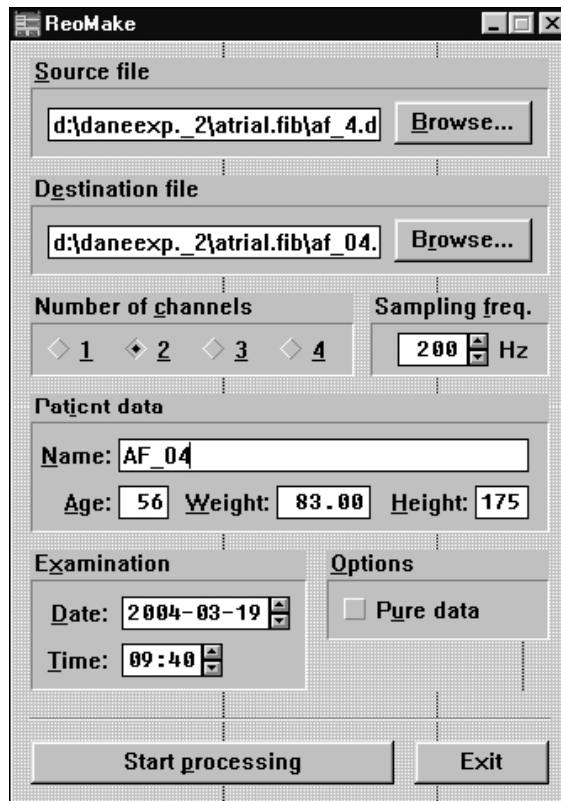 ReoMake
Source file
d:\daneexp._2\atrial.fib\af_4.d Browse...
Destination file
d:\daneexp._2\atrial.fib\af_04. Browse...
Number of channels Sampling freq.
1 2 3 4 200 Hz
Patient data
Name: AF_04
Age: 56 Weight: 83.00 Height: 175
Examination Options
Date: 2004-03-19 Pure data
Time: 09:40
Start processing Exit